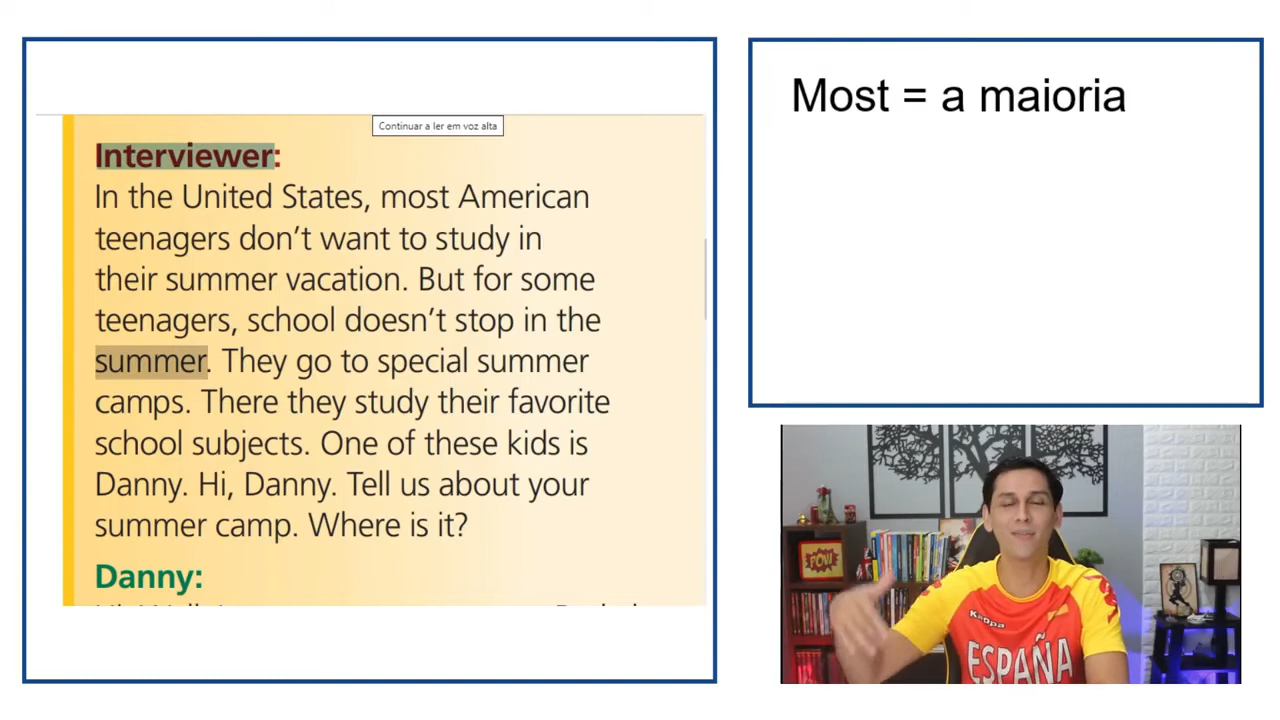 Continuar a ler em voz alta
Interviewer:
In the United States, most American
teenagers don't want to study in
their summer vacation. But for some
teenagers, school doesn't stop in the
summer. They go to special summer
camps. There they study their favorite
school subjects. One of these kids is
Danny. Hi, Danny. Tell us about your
summer camp. Where is it?
Danny:
Most = a maioria
POW!
Kappa
ESPAÑA